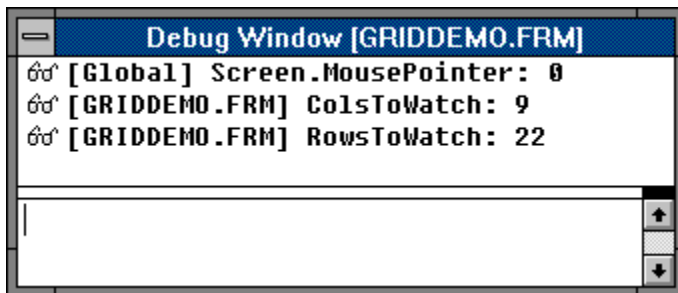 Debug Window [GRIDDEMO.FRM]
[Global] Screen.MousePointer: 0
[GRIDDEMO.FRM] ColsToWatch: 9
[GRIDDEMO.FRM] RowsToWatch: 22